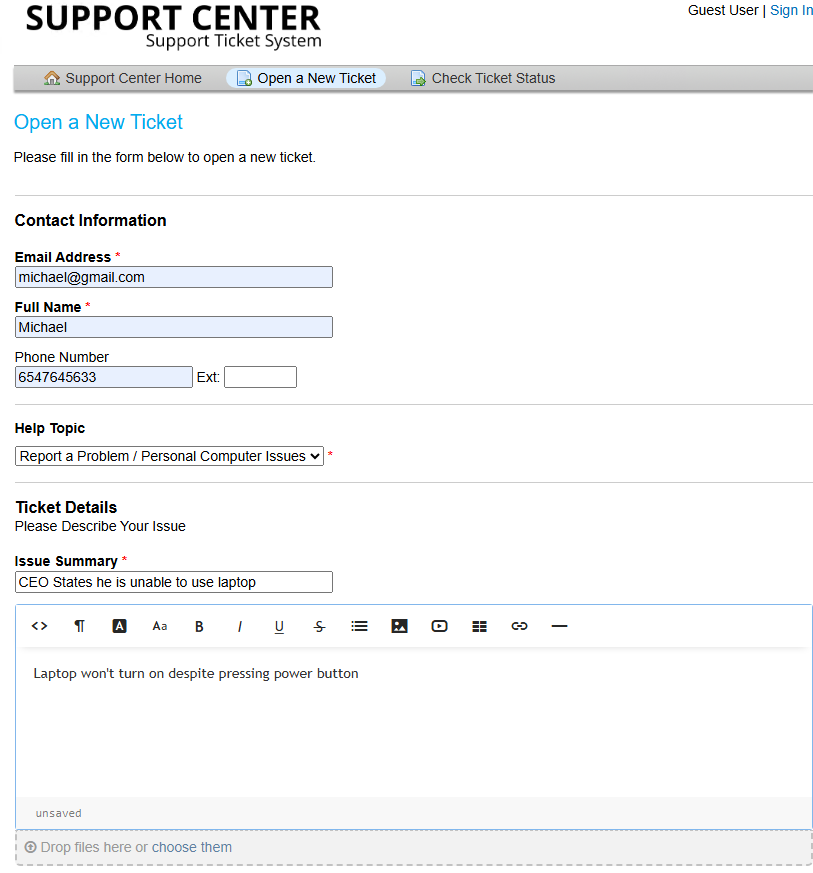 SUPPORT CENTER
Support Ticket System
Guest User | Sign In
Support Center Home Open a New Ticket Check Ticket Status
Open a New Ticket
Please fill in the form below to open a new ticket.
Contact Information
Email Address *
michael@gmail.com
Full Name *
Michael
Phone Number
6547645633 Ext:
Help Topic
Report a Problem / Personal Computer Issues *
Ticket Details
Please Describe Your Issue
Issue Summary *
CEO States he is unable to use laptop
<> ¶ A Aa B I U S
Laptop won't turn on despite pressing power button
unsaved
Drop files here or choose them